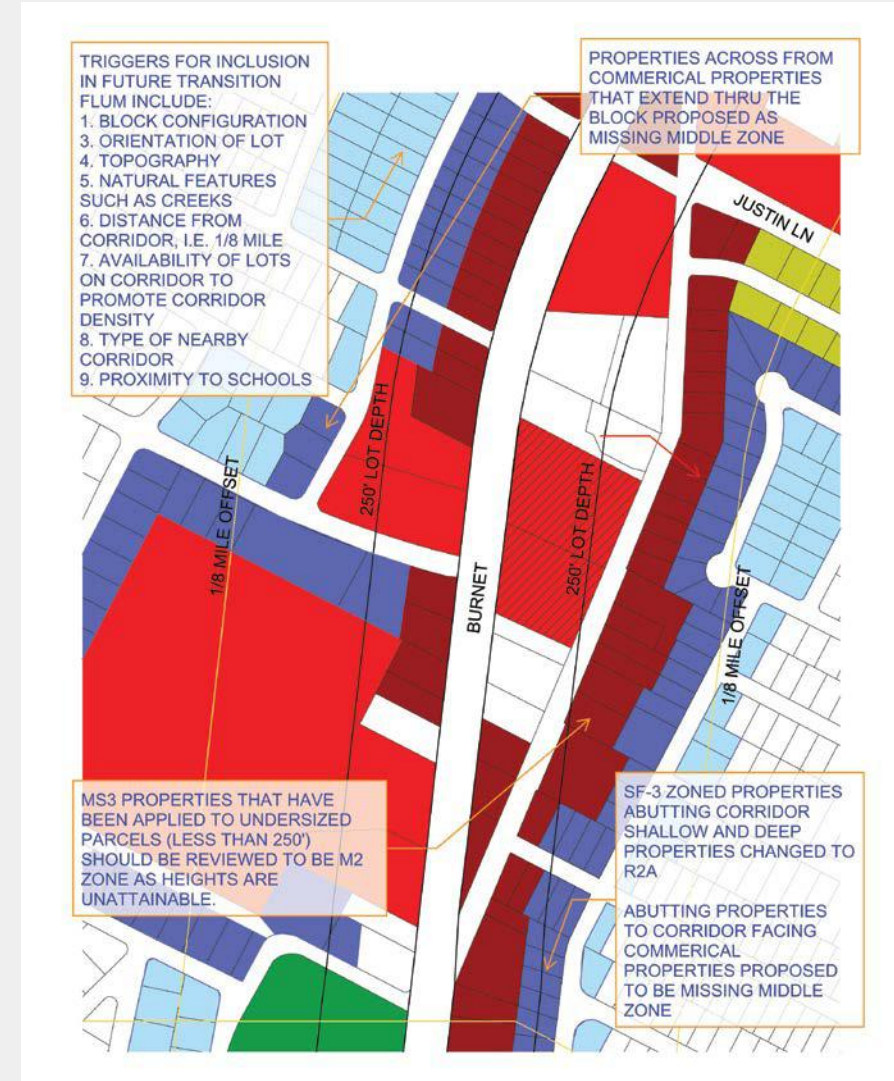 TRIGGERS FOR INCLUSION
IN FUTURE TRANSITION
FLUM INCLUDE:
1. BLOCK CONFIGURATION
3. ORIENTATION OF LOT
4. TOPOGRAPHY
5. NATURAL FEATURES
SUCH AS CREEKS
6. DISTANCE FROM
CORRIDOR, I.E. 1/8 MILE
7. AVAILABILITY OF LOTS
ON CORRIDOR TO
PROMOTE CORRIDOR
DENSITY
8. TYPE OF NEARBY
CORRIDOR
9. PROXIMITY TO SCHOOLS
PROPERTIES ACROSS FROM
COMMERICAL PROPERTIES
THAT EXTEND THRU THE
BLOCK PROPOSED AS
MISSING MIDDLE ZONE
JUSTIN LN
250' LOT DEPTH
1/8 MILE OFFSET
BURNET
250' LOT DEPTH
1/8 MILE OFFSET
MS3 PROPERTIES THAT HAVE
BEEN APPLIED TO UNDERSIZED
PARCELS (LESS THAN 250')
SHOULD BE REVIEWED TO BE M2
ZONE AS HEIGHTS ARE
UNATTAINABLE.
SF-3 ZONED PROPERTIES
ABUTTING CORRIDOR
SHALLOW AND DEEP
PROPERTIES CHANGED TO
R2A
ABUTTING PROPERTIES
TO CORRIDOR FACING
COMMERICAL
PROPERTIES PROPOSED
TO BE MISSING MIDDLE
ZONE